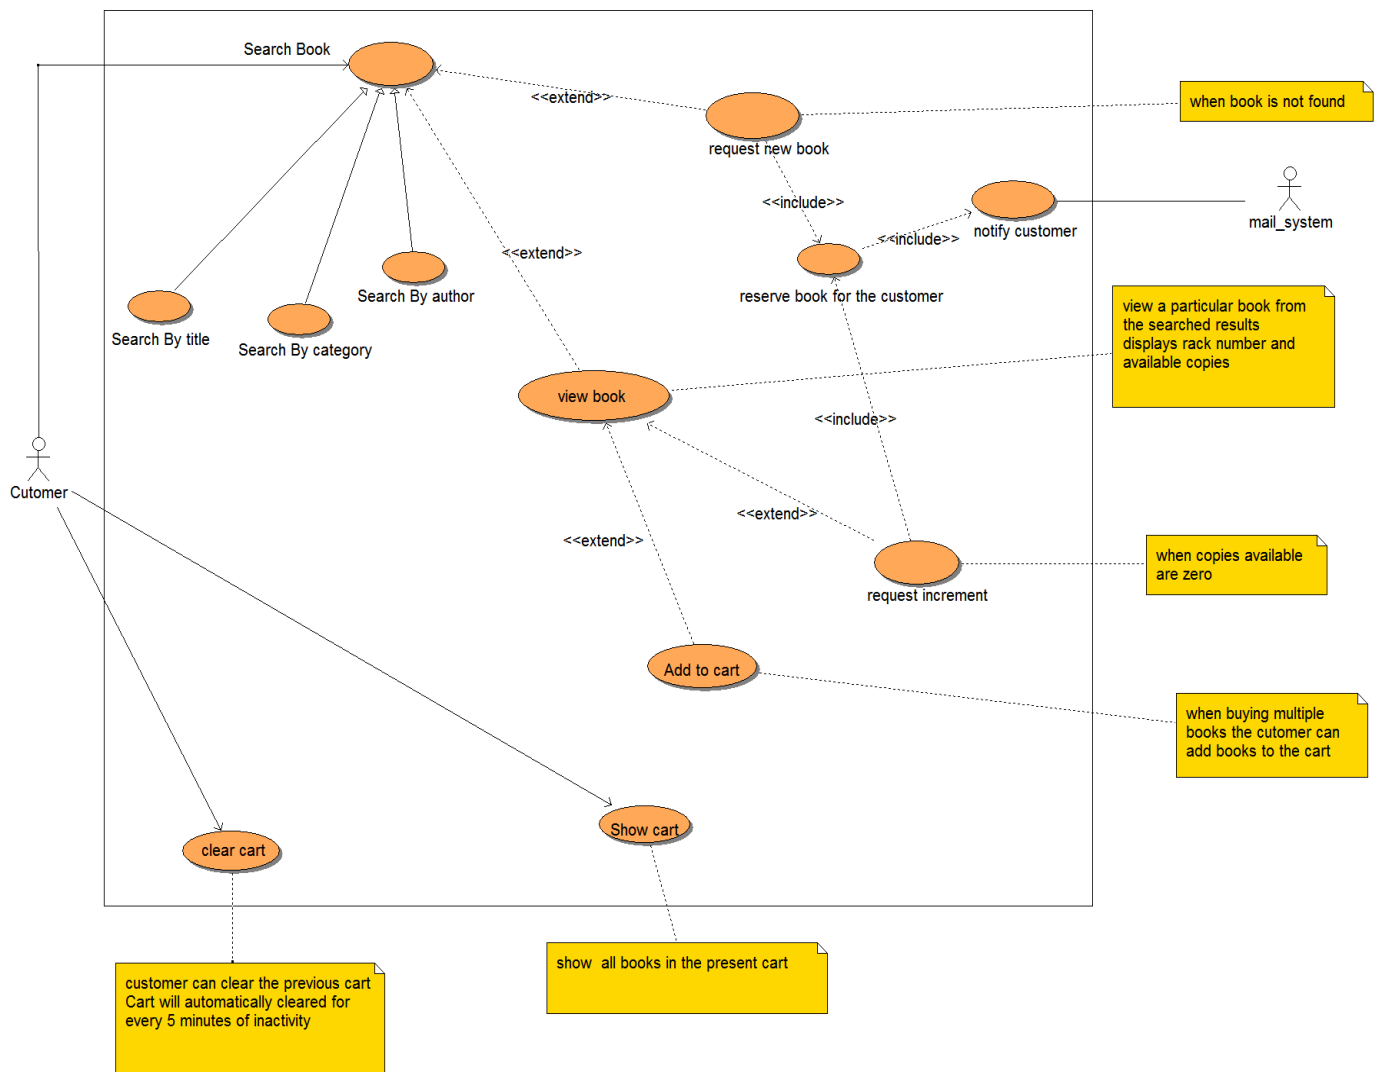 Search Book
<<extend>>
when book is not found
request new book
<<include>>
mail_system
notify customer
<<include>>
<<extend>>
reserve book for the customer
Search By author
Search By title
Search By category
view a particular book from
the searched results
displays rack number and
available copies
view book
<<include>>
Cutomer
<<extend>>
<<extend>>
when copies available
are zero
request increment
Add to cart
when buying multiple
books the cutomer can
add books to the cart
Show cart
clear cart
show  all books in the present cart
customer can clear the previous cart
Cart will automatically cleared for
every 5 minutes of inactivity